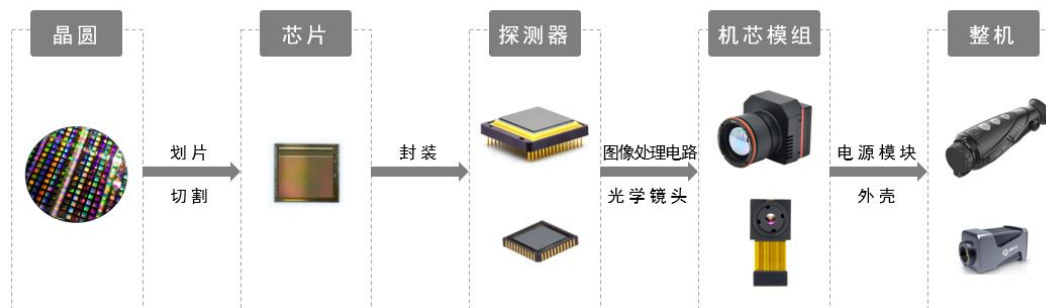 晶圆
芯片
探测器
机芯模组
整机
划片
切割
封装
图像处理电路
光学镜头
电源模块
外壳